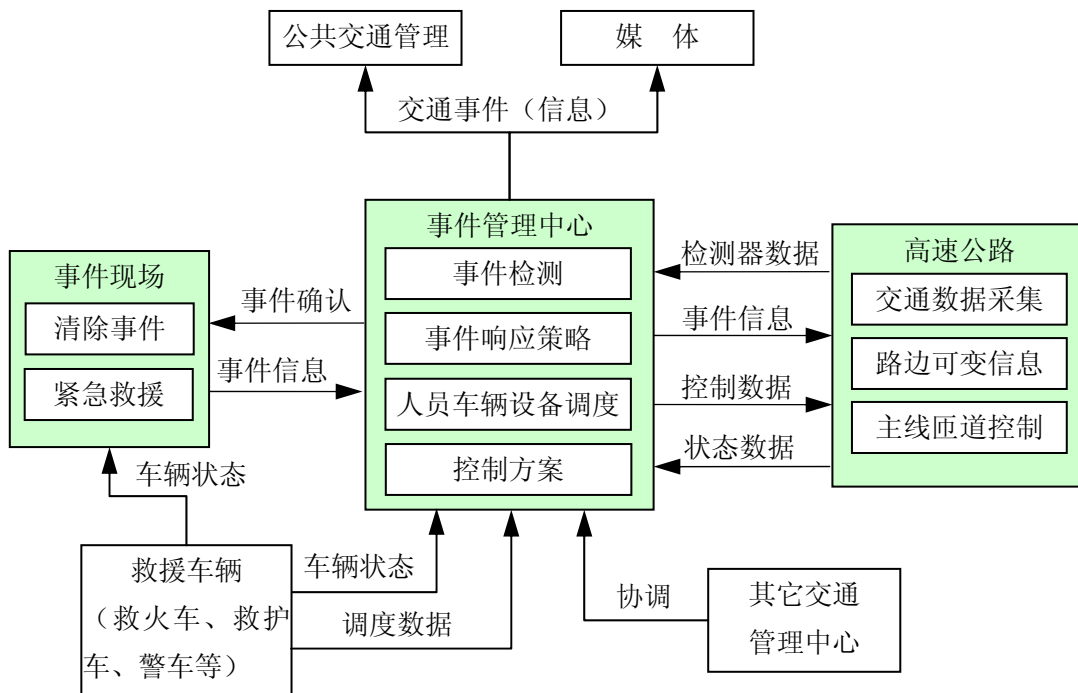 公共交通管理
媒 体
交通事件（信息）
事件管理中心
事件检测
事件响应策略
人员车辆设备调度
控制方案
事件现场
清除事件
紧急救援
事件确认
事件信息
检测器数据
事件信息
控制数据
状态数据
高速公路
交通数据采集
路边可变信息
主线匝道控制
车辆状态
救援车辆
（救火车、救护
车、警车等）
车辆状态
调度数据
协调
其它交通
管理中心